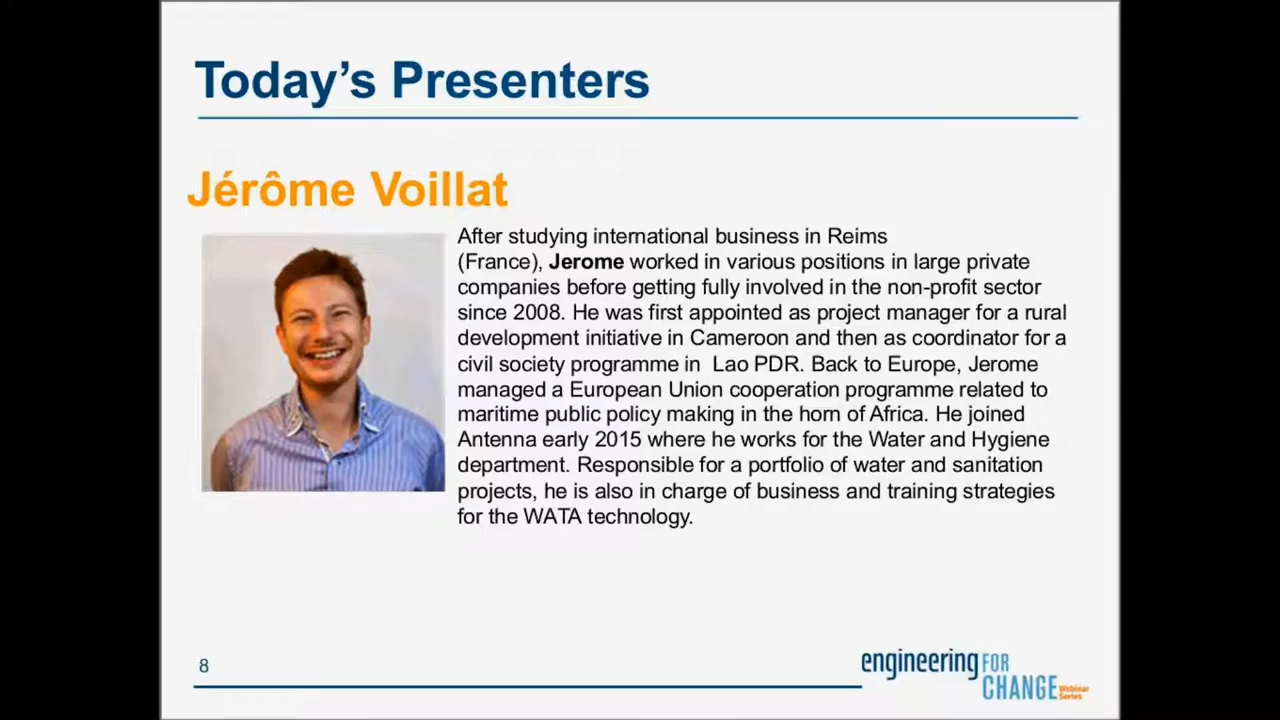 Today's Presenters
Jérôme Voillat
After studying international business in Reims
(France), Jerome worked in various positions in large private
companies before getting fully involved in the non-profit sector
since 2008. He was first appointed as project manager for a rural
development initiative in Cameroon and then as coordinator for a
civil society programme in  Lao PDR. Back to Europe, Jerome
managed a European Union cooperation programme related to
maritime public policy making in the horn of Africa. He joined
Antenna early 2015 where he works for the Water and Hygiene
department. Responsible for a portfolio of water and sanitation
projects, he is also in charge of business and training strategies
for the WATA technology.
8
engineering FOR
CHANGE Webinar
Series